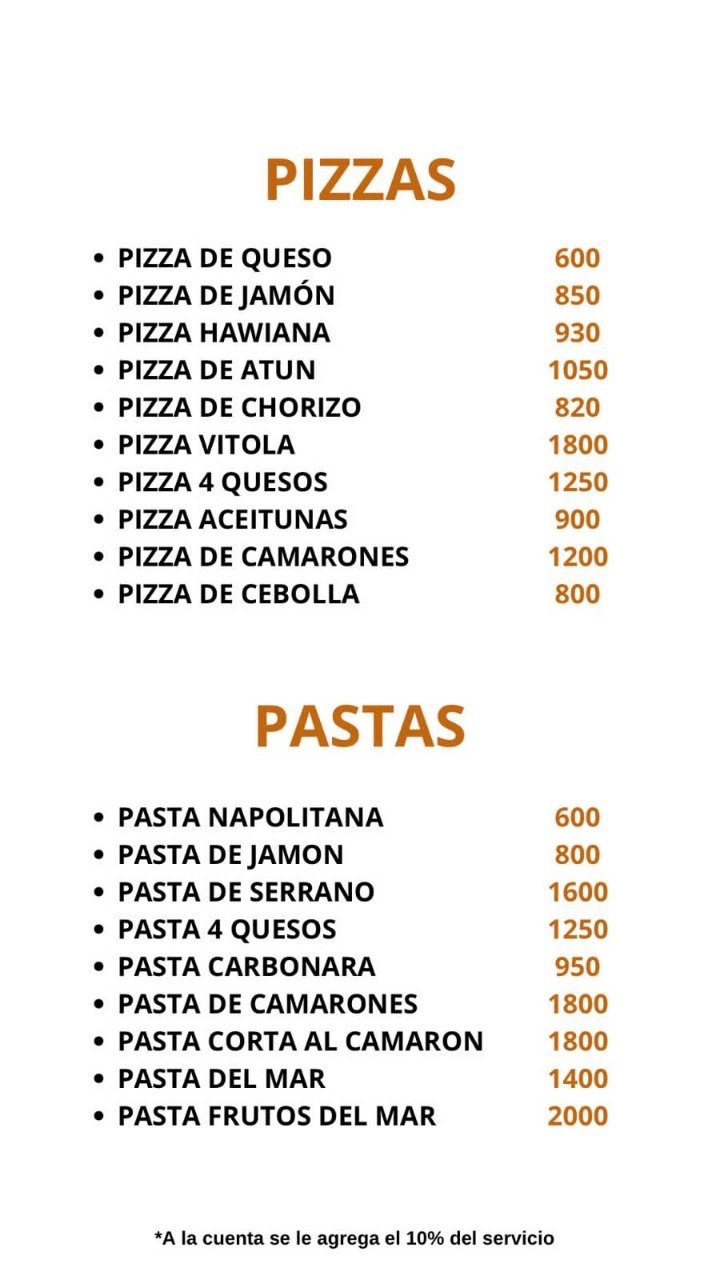 PIZZAS
• PIZZA DE QUESO 600
• PIZZA DE JAMÓN 850
• PIZZA HAWIANA 930
• PIZZA DE ATUN 1050
• PIZZA DE CHORIZO 820
• PIZZA VITOLA 1800
• PIZZA 4 QUESOS 1250
• PIZZA ACEITUNAS 900
• PIZZA DE CAMARONES 1200
• PIZZA DE CEBOLLA 800
PASTAS
• PASTA NAPOLITANA 600
• PASTA DE JAMON 800
• PASTA DE SERRANO 1600
• PASTA 4 QUESOS 1250
• PASTA CARBONARA 950
• PASTA DE CAMARONES 1800
• PASTA CORTA AL CAMARON 1800
• PASTA DEL MAR 1400
• PASTA FRUTOS DEL MAR 2000
*A la cuenta se le agrega el 10% del servicio